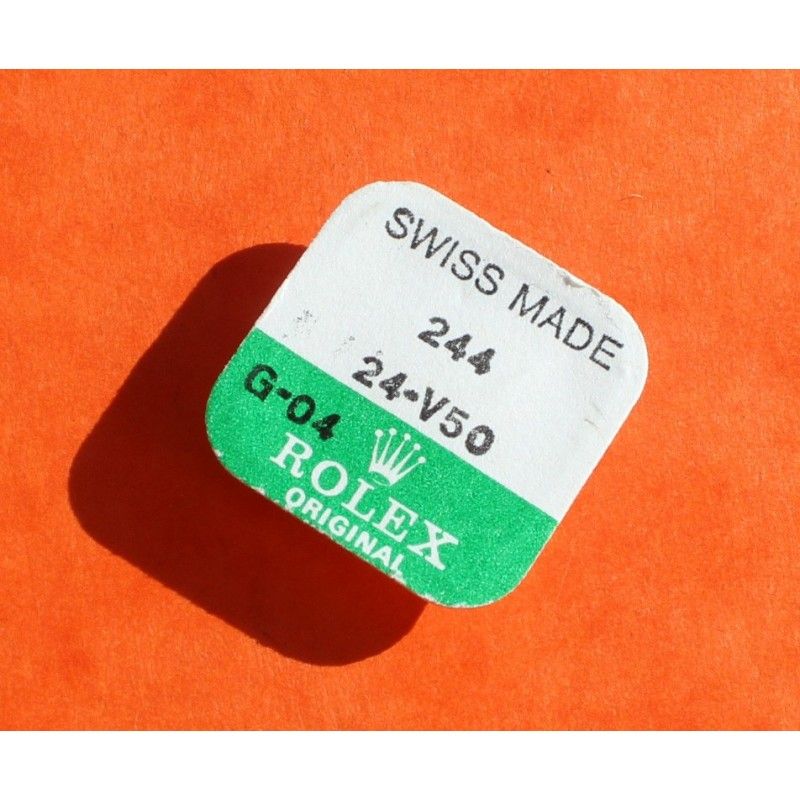 SWISS MADE
244
24-V50
G-04
ROLEX
ORIGINAL